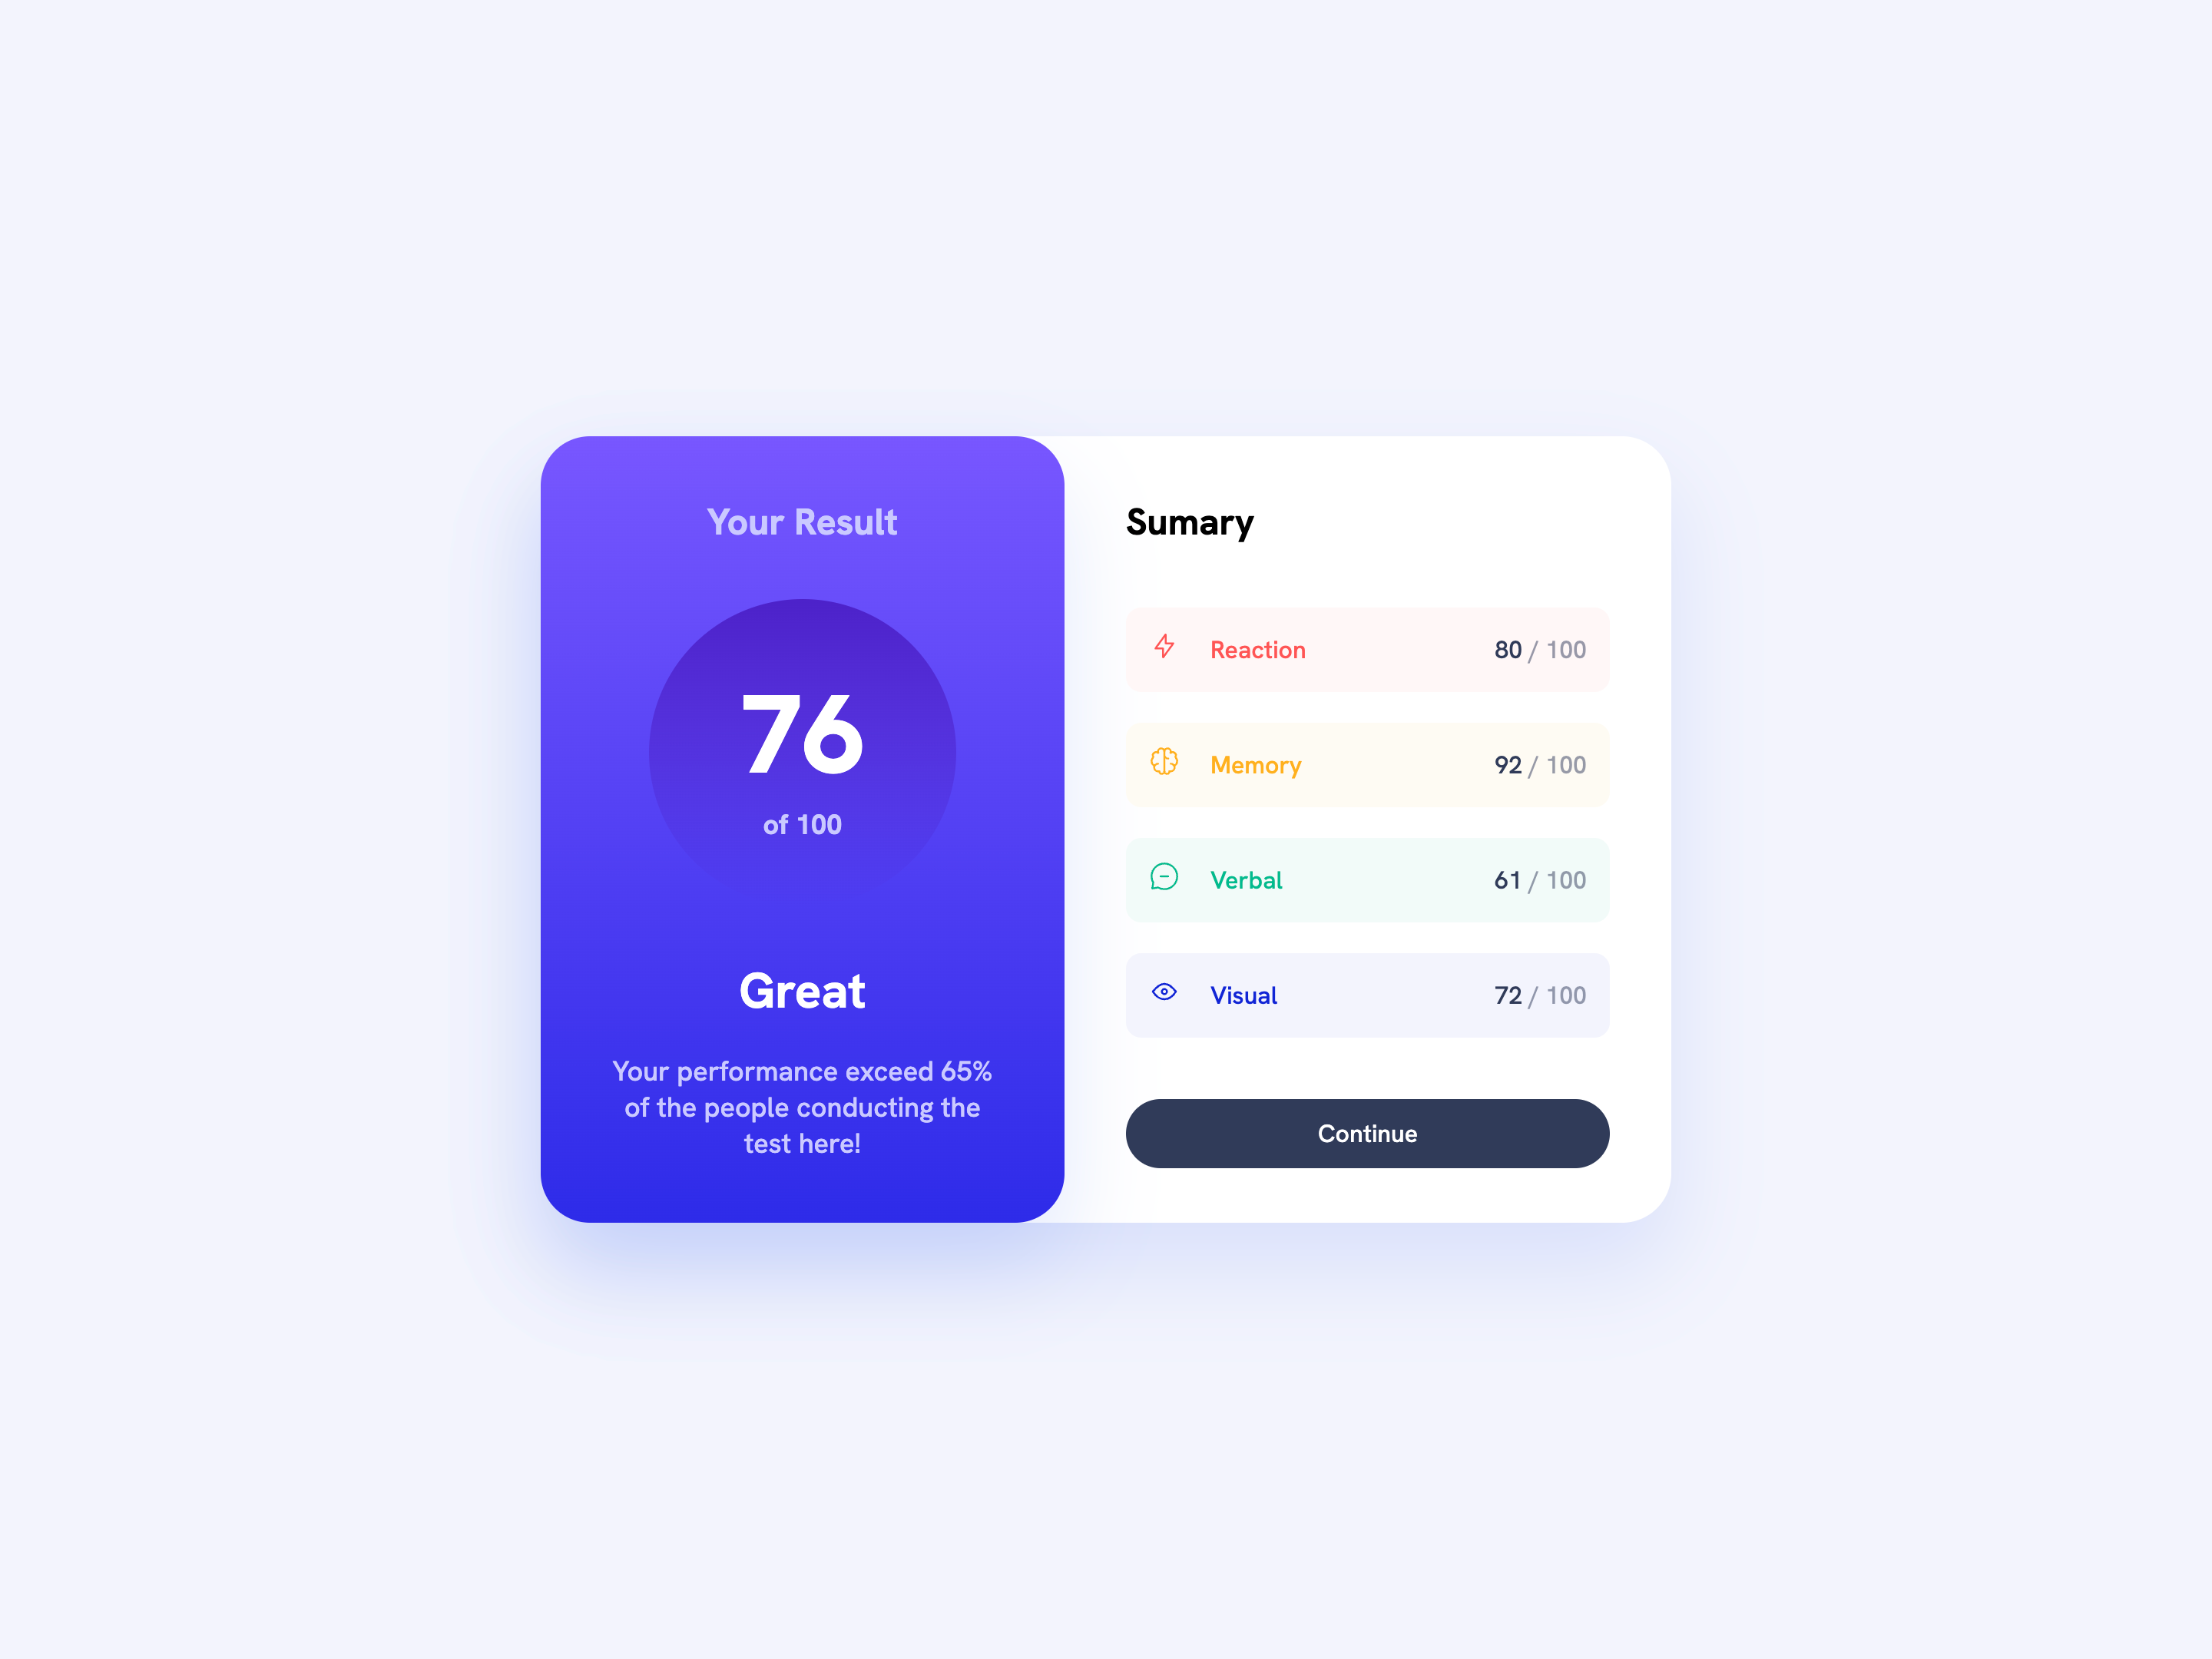 Your Result
76
of 100
Great
Your performance exceed 65%
of the people conducting the
test here!
Sumary
Reaction 80 / 100
Memory 92 / 100
Verbal 61 / 100
Visual 72 / 100
Continue